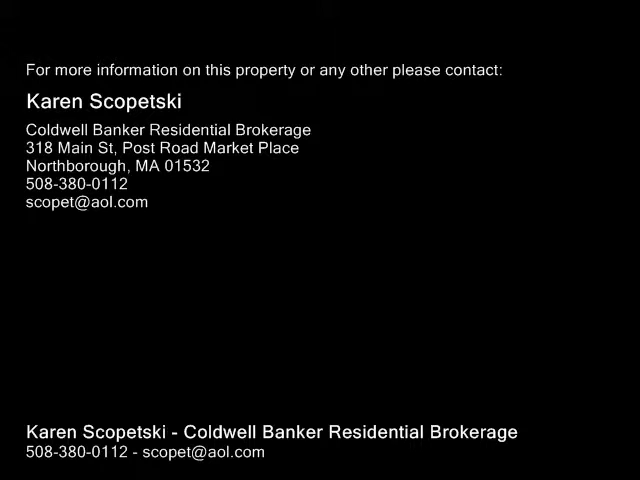 For more information on this property or any other please contact:
Karen Scopetski
Coldwell Banker Residential Brokerage
318 Main St, Post Road Market Place
Northborough, MA 01532
508-380-0112
scopet@aol.com
Karen Scopetski - Coldwell Banker Residential Brokerage
508-380-0112 - scopet@aol.com